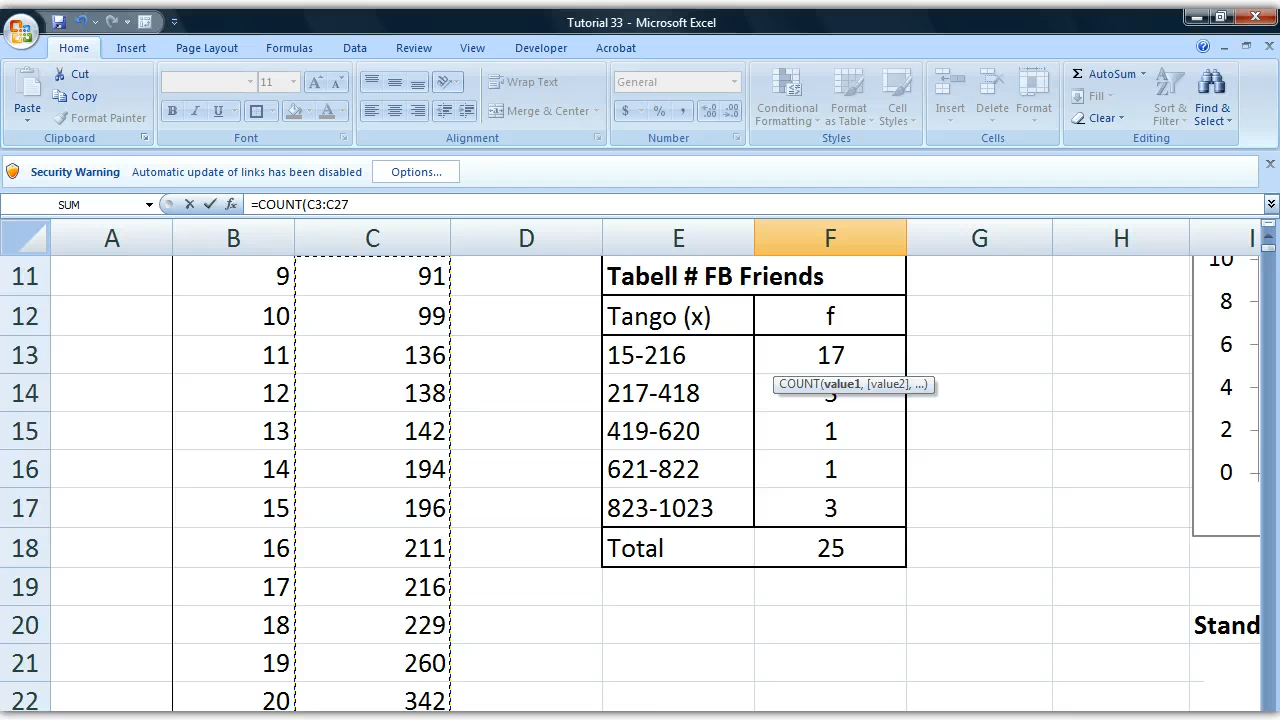 Tutorial 33 - Microsoft Excel
Home Insert Page Layout Formulas Data Review View Developer Acrobat
Paste Cut Copy Format Painter
11 A A Wrap Text General
B I U Merge & Center $ % ,
Conditional Formatting Format as Table Cell Styles
Insert Delete Format
Σ AutoSum Fill Clear Sort & Filter Find & Select
Clipboard Font Alignment Number Styles Cells Editing
Security Warning Automatic update of links has been disabled Options...
SUM fx =COUNT(C3:C27
A B C D E F G H I
11 9 91 Tabell # FB Friends 10
12 10 99 Tango (x) f 8
13 11 136 15-216 17 6
COUNT(value1, [value2], ...)
14 12 138 217-418 4
15 13 142 419-620 1 2
16 14 194 621-822 1 0
17 15 196 823-1023 3
18 16 211 Total 25
19 17 216
20 18 229 Stand
21 19 260
22 20 342